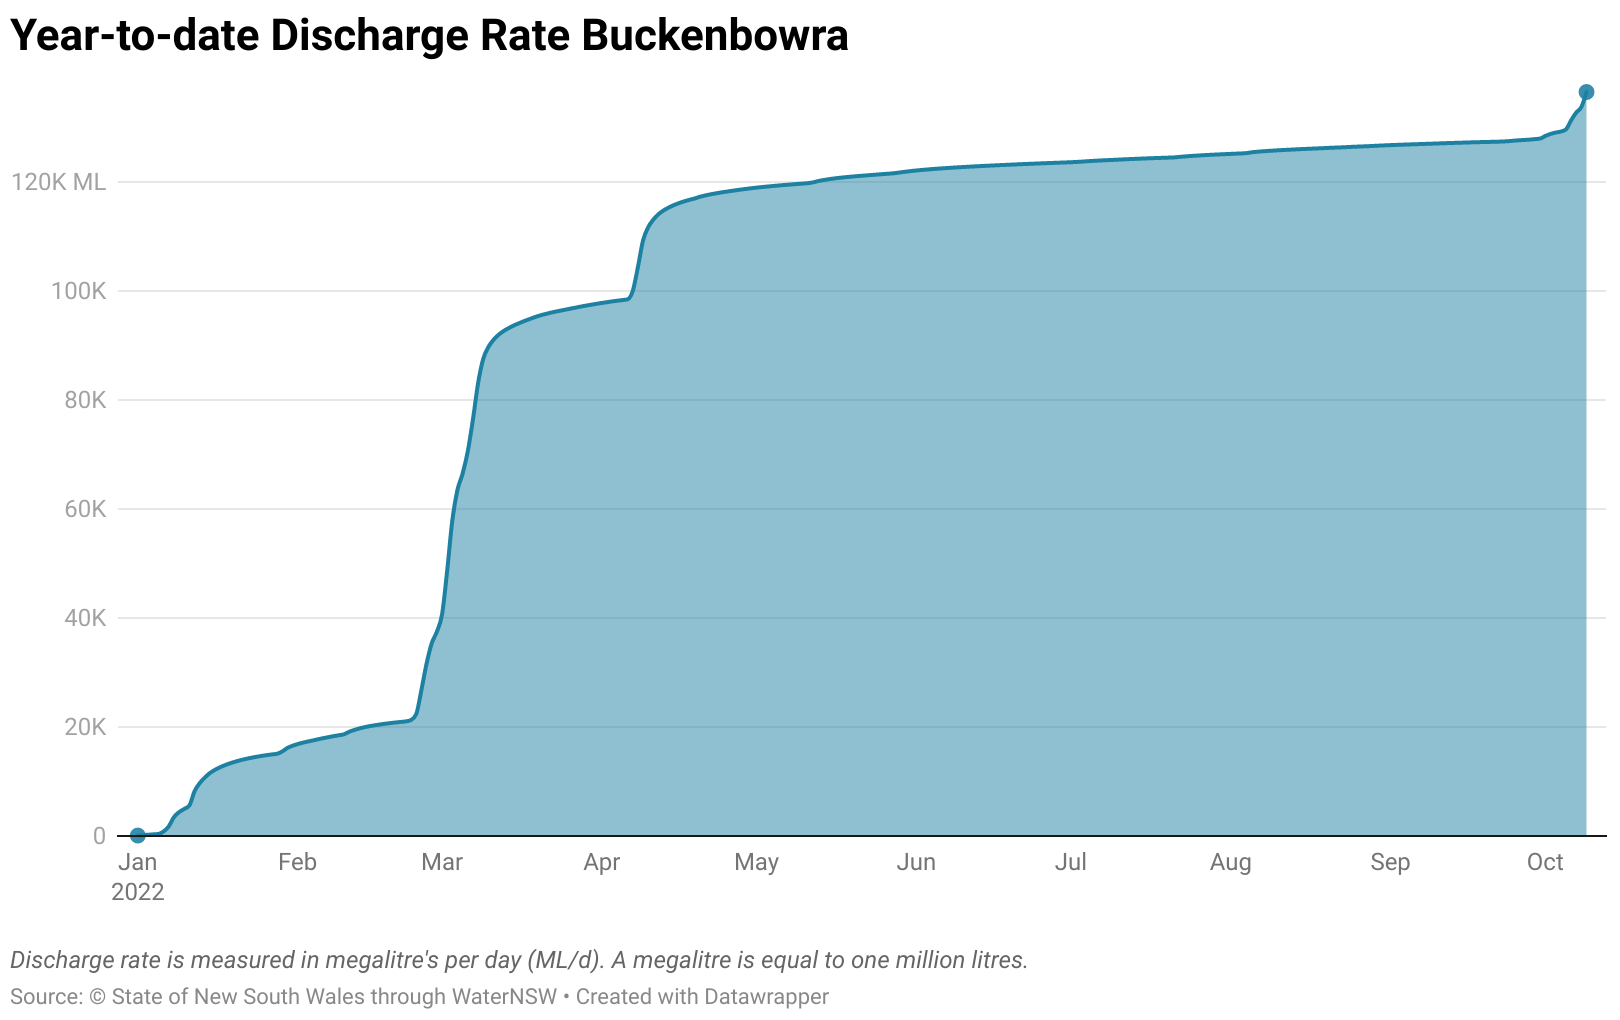 Year-to-date Discharge Rate Buckenbowra
120K ML
100K
80K
60K
40K
20K
0
Jan Feb Mar Apr May Jun Jul Aug Sep Oct
2022
Discharge rate is measured in megalitre's per day (ML/d). A megalitre is equal to one million litres.
Source: © State of New South Wales through WaterNSW • Created with Datawrapper